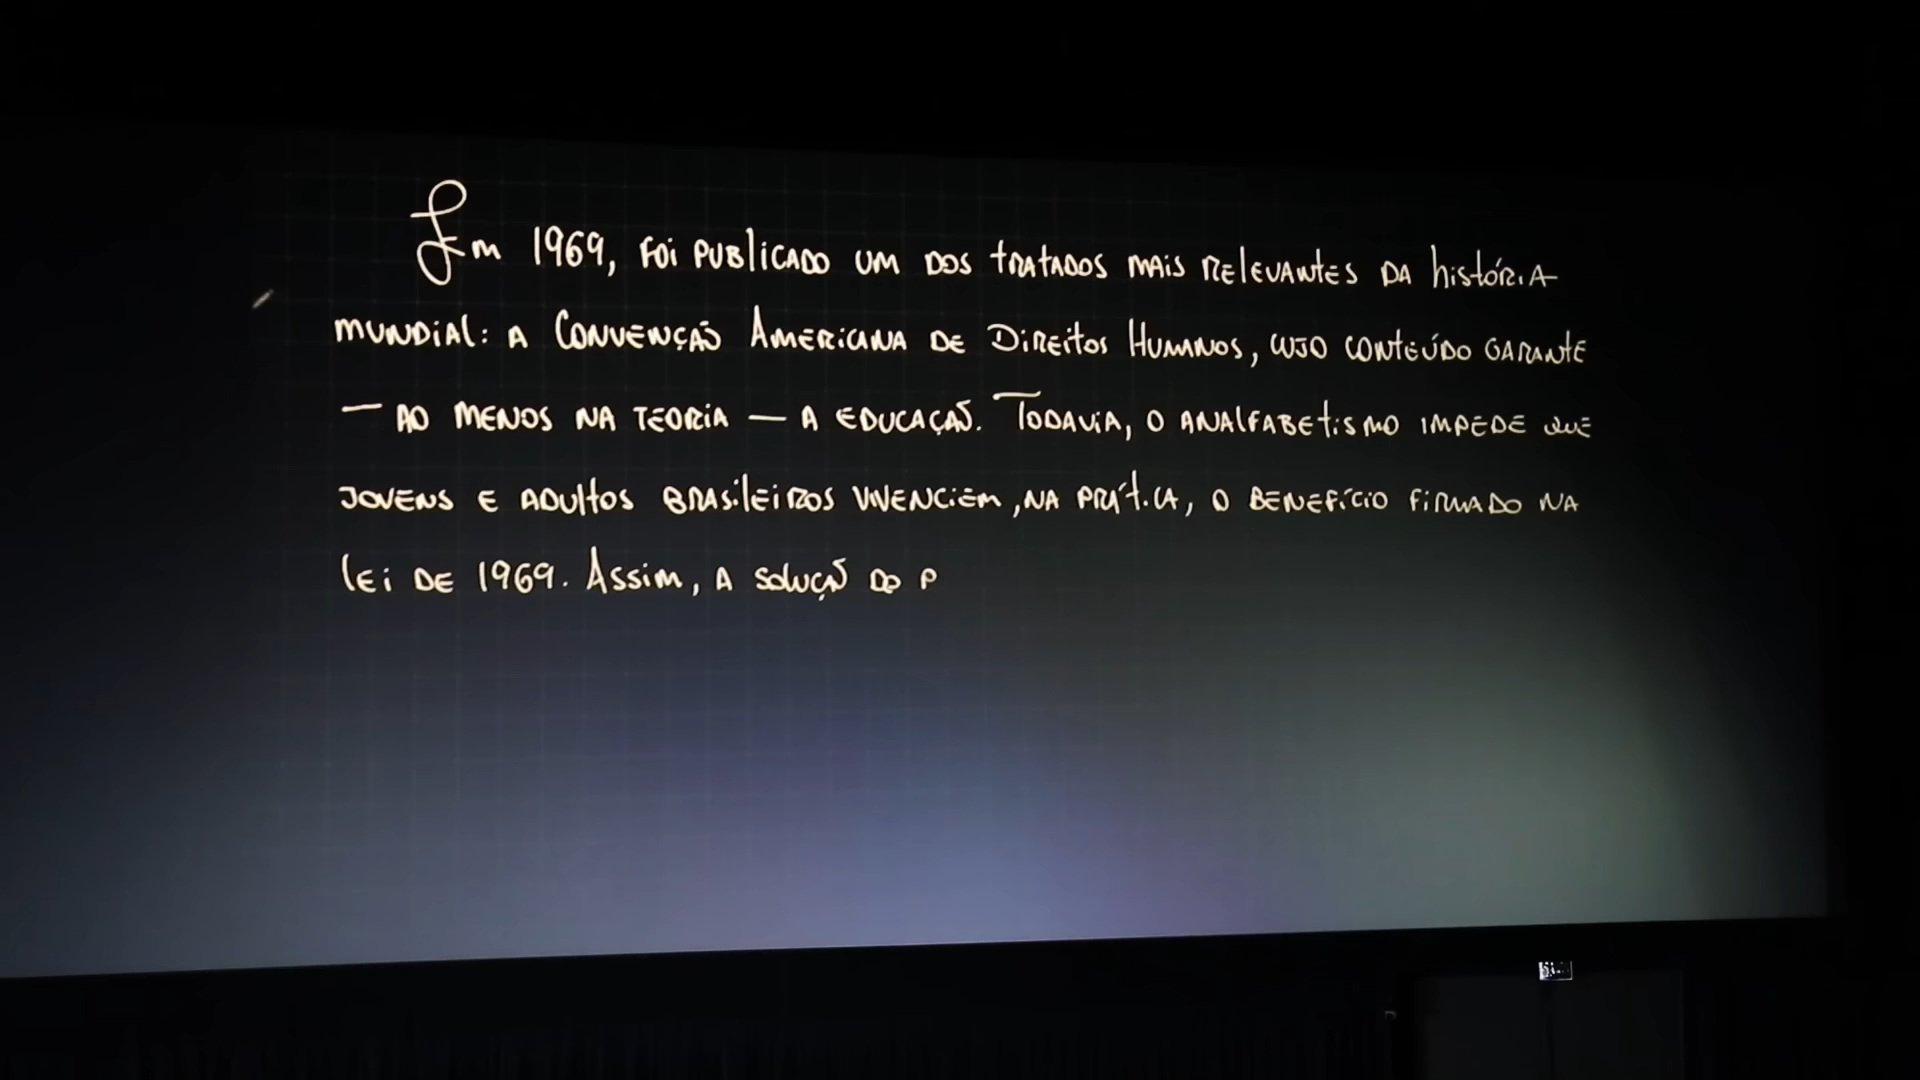 Em 1969, foi publicado um dos tratados mais relevantes da história
mundial: a Convenção Americana de Direitos Humanos, cujo conteúdo garante
— ao menos na teoria — a educação. Todavia, o analfabetismo impede que
jovens e adultos brasileiros vivenciem, na prática, o benefício firmado na
lei de 1969. Assim, a solução do p